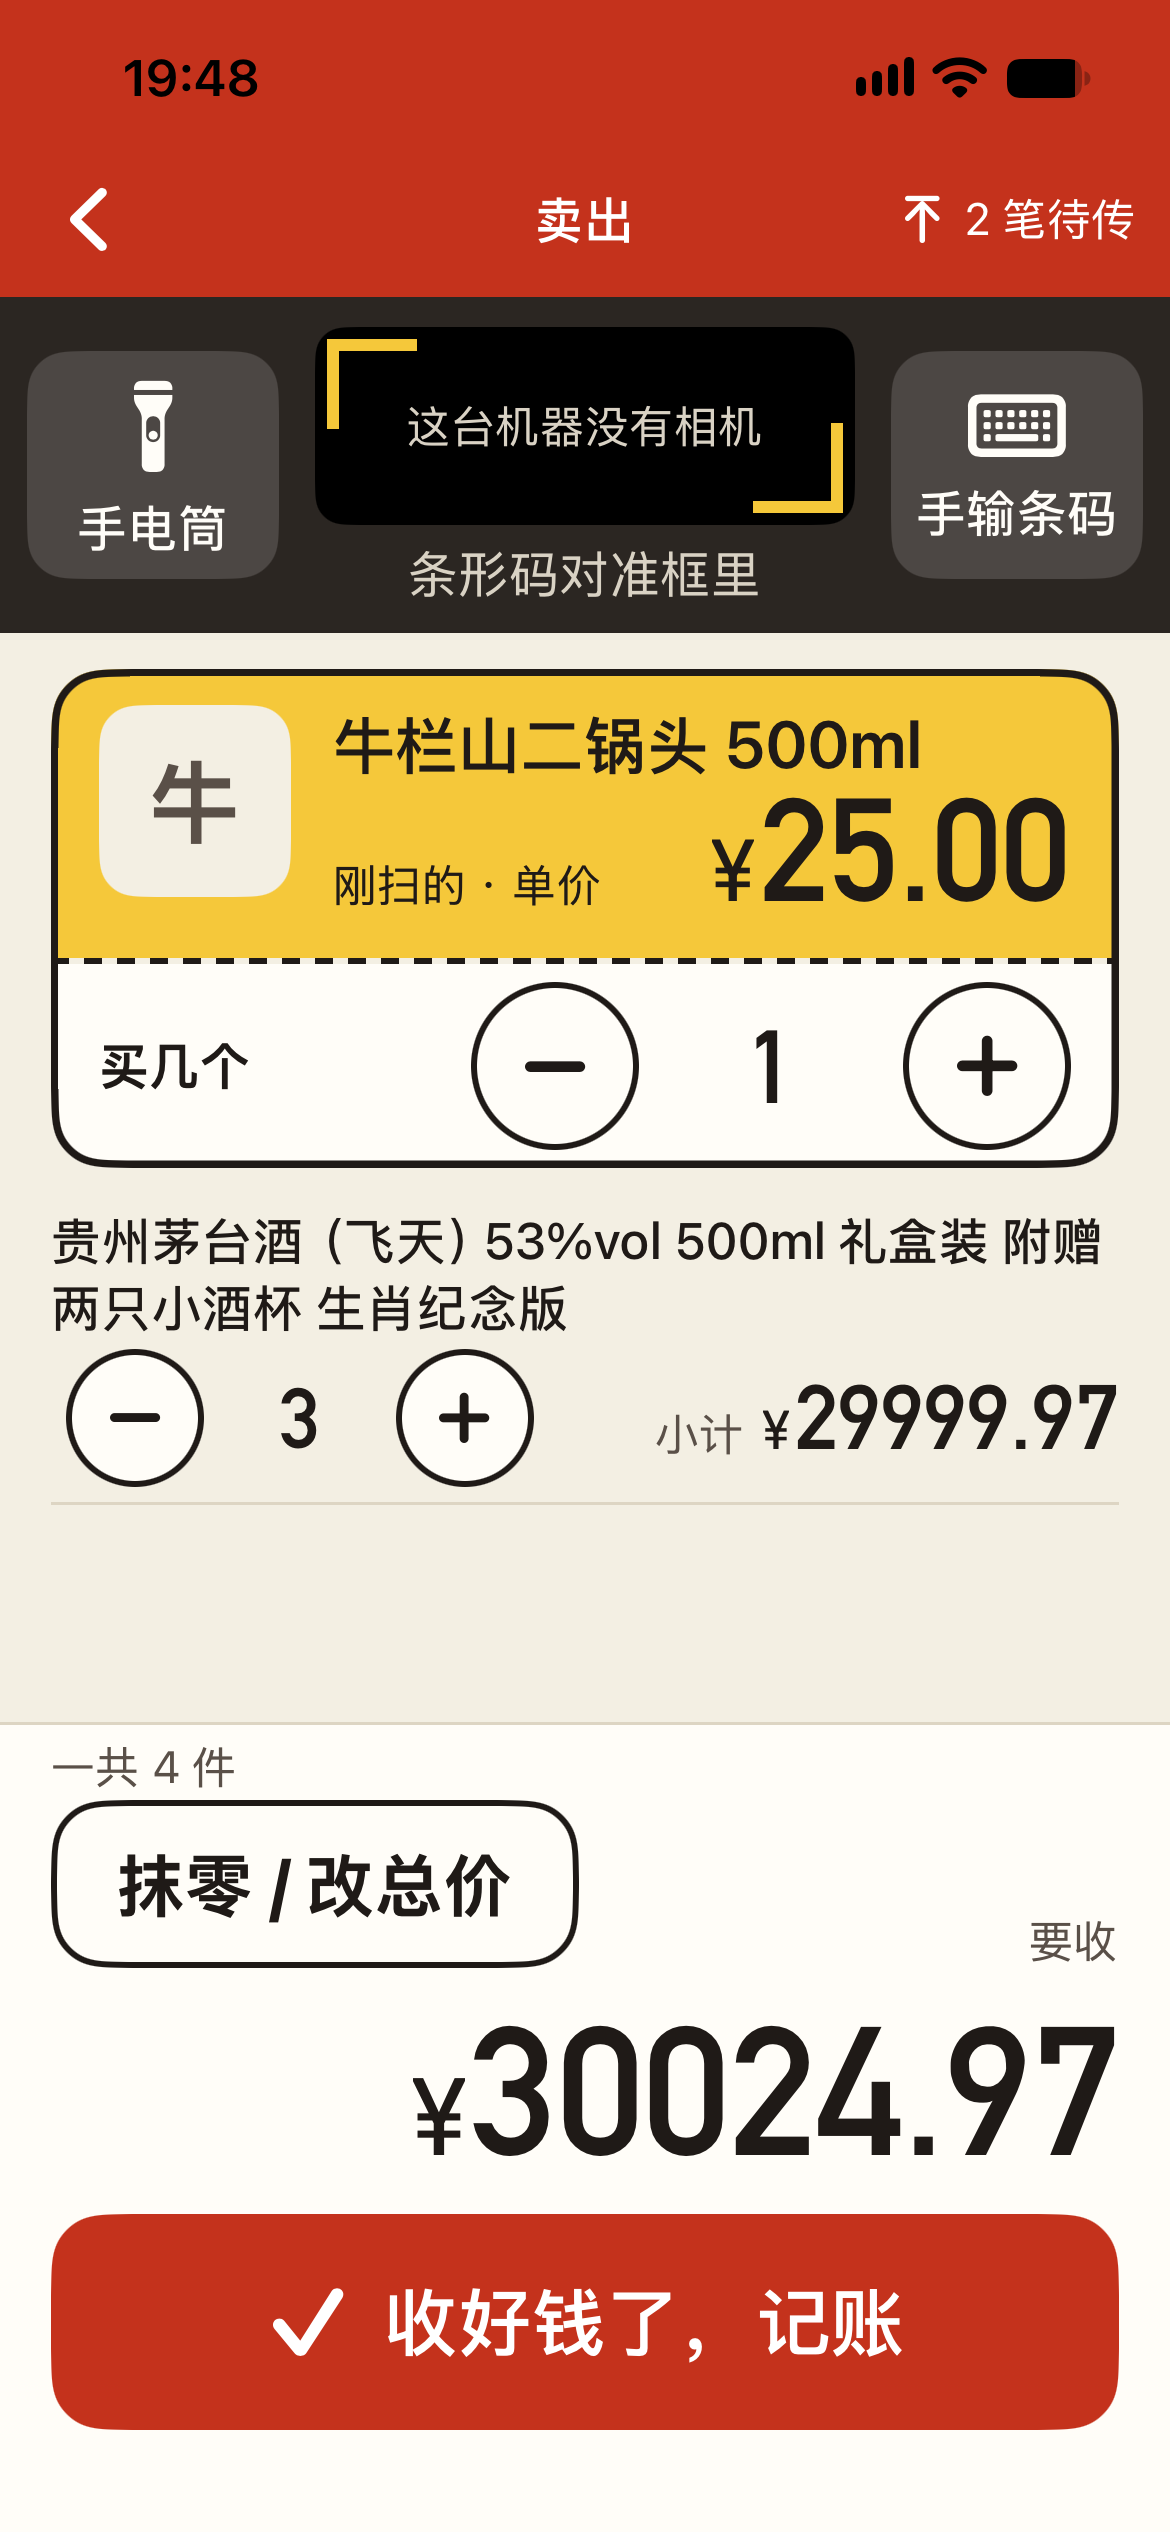 19:48
卖出
2 笔待传
手电筒
这台机器没有相机
条形码对准框里
手输条码
牛
牛栏山二锅头 500ml
刚扫的 · 单价
¥25.00
买几个
1
贵州茅台酒（飞天）53%vol 500ml 礼盒装 附赠
两只小酒杯 生肖纪念版
3
小计 ¥29999.97
一共 4 件
抹零 / 改总价
要收
¥30024.97
收好钱了，记账